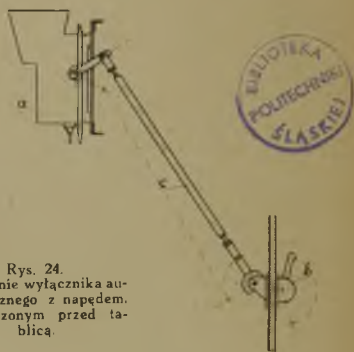 a
BIBLIOTEKA
POLITECHNIKI
ŚLĄSKIEJ
b
Rys. 24.
nie wyłącznika au-
znego z napędem,
zonym przed ta-
blicą.